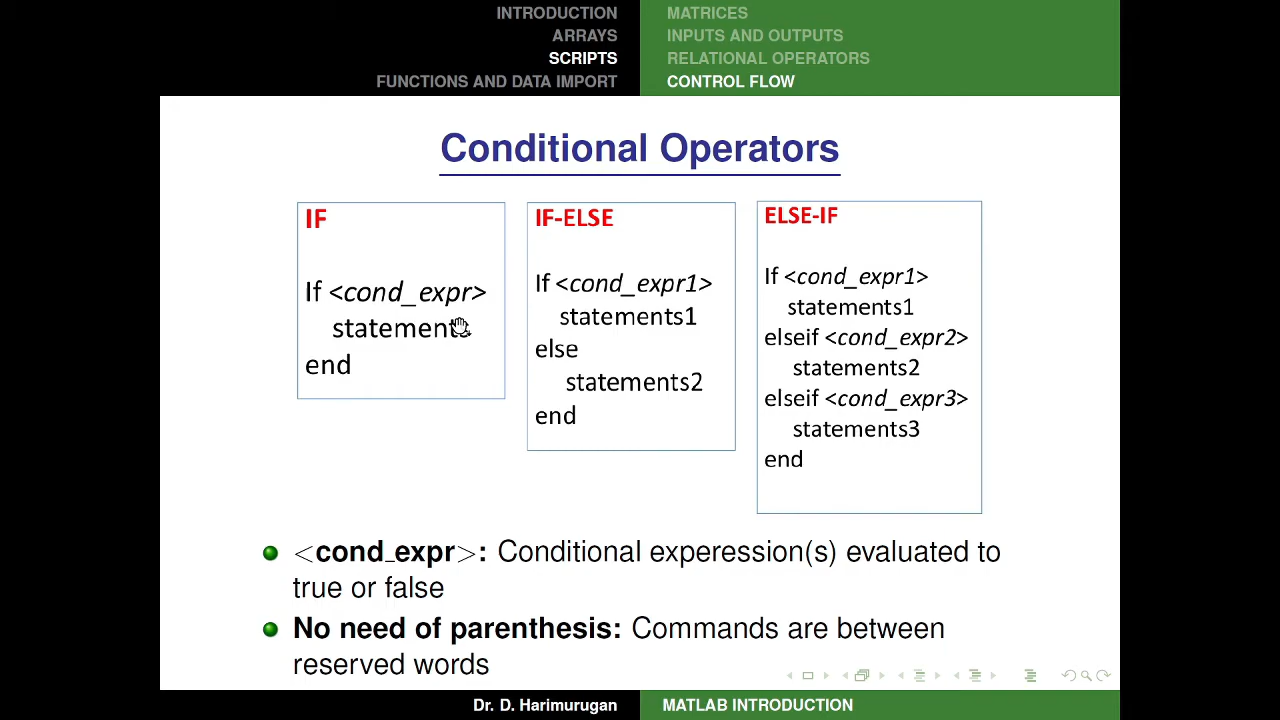 INTRODUCTION
ARRAYS
SCRIPTS
FUNCTIONS AND DATA IMPORT
MATRICES
INPUTS AND OUTPUTS
RELATIONAL OPERATORS
CONTROL FLOW
Conditional Operators
IF
If <cond_expr>
statements
end
IF-ELSE
If <cond_expr1>
statements1
else
statements2
end
ELSE-IF
If <cond_expr1>
statements1
elseif <cond_expr2>
statements2
elseif <cond_expr3>
statements3
end
<cond_expr>: Conditional experession(s) evaluated to
true or false
No need of parenthesis: Commands are between
reserved words
Dr. D. Harimurugan
MATLAB INTRODUCTION